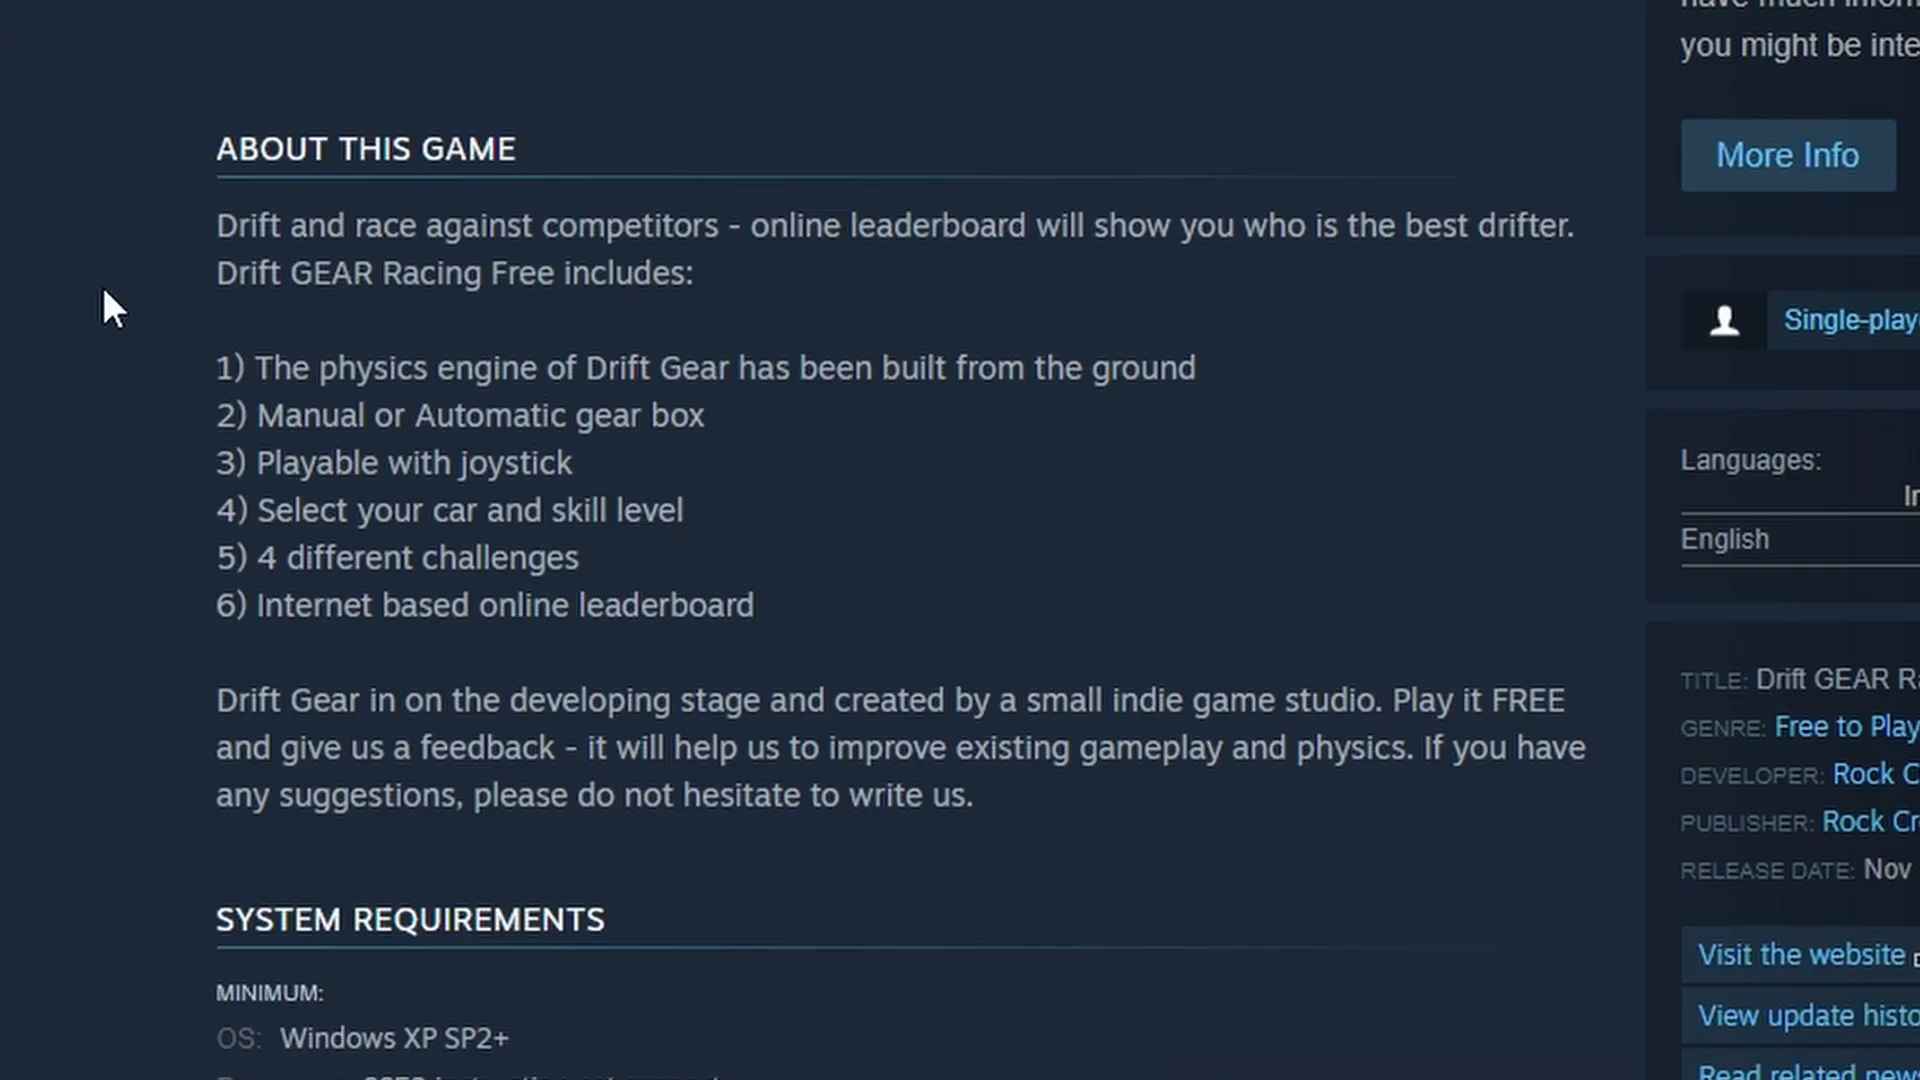 you might be
ABOUT THIS GAME
More Info
Drift and race against competitors - online leaderboard will show you who is the best drifter.
Drift GEAR Racing Free includes:
1) The physics engine of Drift Gear has been built from the ground
2) Manual or Automatic gear box
3) Playable with joystick
4) Select your car and skill level
5) 4 different challenges
6) Internet based online leaderboard
Drift Gear in on the developing stage and created by a small indie game studio. Play it FREE
and give us a feedback - it will help us to improve existing gameplay and physics. If you have
any suggestions, please do not hesitate to write us.
SYSTEM REQUIREMENTS
MINIMUM:
OS: Windows XP SP2+
Languages:
English
TITLE: Drift GEAR
GENRE: Free to Play
DEVELOPER: Rock
PUBLISHER: Rock
RELEASE DATE: Nov
Visit the website
View update
Read related